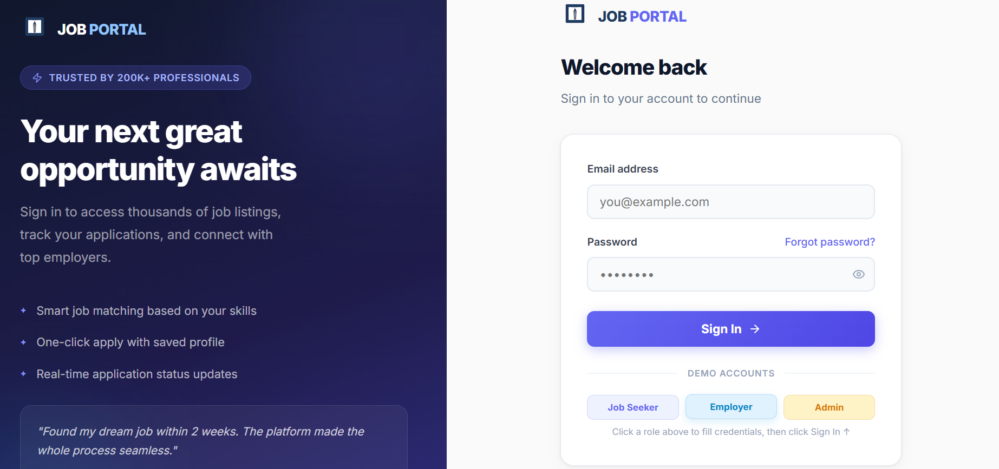 JOB PORTAL
TRUSTED BY 200K+ PROFESSIONALS
Your next great
opportunity awaits
Sign in to access thousands of job listings,
track your applications, and connect with
top employers.
✦ Smart job matching based on your skills
✦ One-click apply with saved profile
✦ Real-time application status updates
"Found my dream job within 2 weeks. The platform made the
whole process seamless."
JOB PORTAL
Welcome back
Sign in to your account to continue
Email address
you@example.com
Password Forgot password?
••••••••
Sign In →
DEMO ACCOUNTS
Job Seeker Employer Admin
Click a role above to fill credentials, then click Sign In ↑